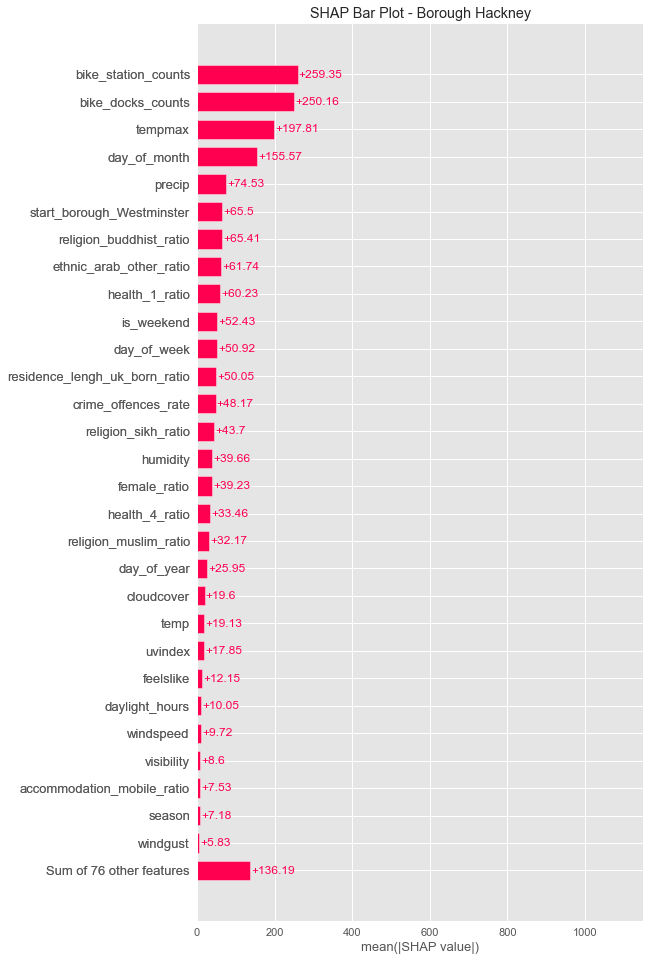 SHAP Bar Plot - Borough Hackney
bike_station_counts +259.35
bike_docks_counts +250.16
tempmax +197.81
day_of_month +155.57
precip +74.53
start_borough_Westminster +65.5
religion_buddhist_ratio +65.41
ethnic_arab_other_ratio +61.74
health_1_ratio +60.23
is_weekend +52.43
day_of_week +50.92
residence_lengh_uk_born_ratio +50.05
crime_offences_rate +48.17
religion_sikh_ratio +43.7
humidity +39.66
female_ratio +39.23
health_4_ratio +33.46
religion_muslim_ratio +32.17
day_of_year +25.95
cloudcover +19.6
temp +19.13
uvindex +17.85
feelslike +12.15
daylight_hours +10.05
windspeed +9.72
visibility +8.6
accommodation_mobile_ratio +7.53
season +7.18
windgust +5.83
Sum of 76 other features +136.19
0 200 400 600 800 1000
mean(|SHAP value|)